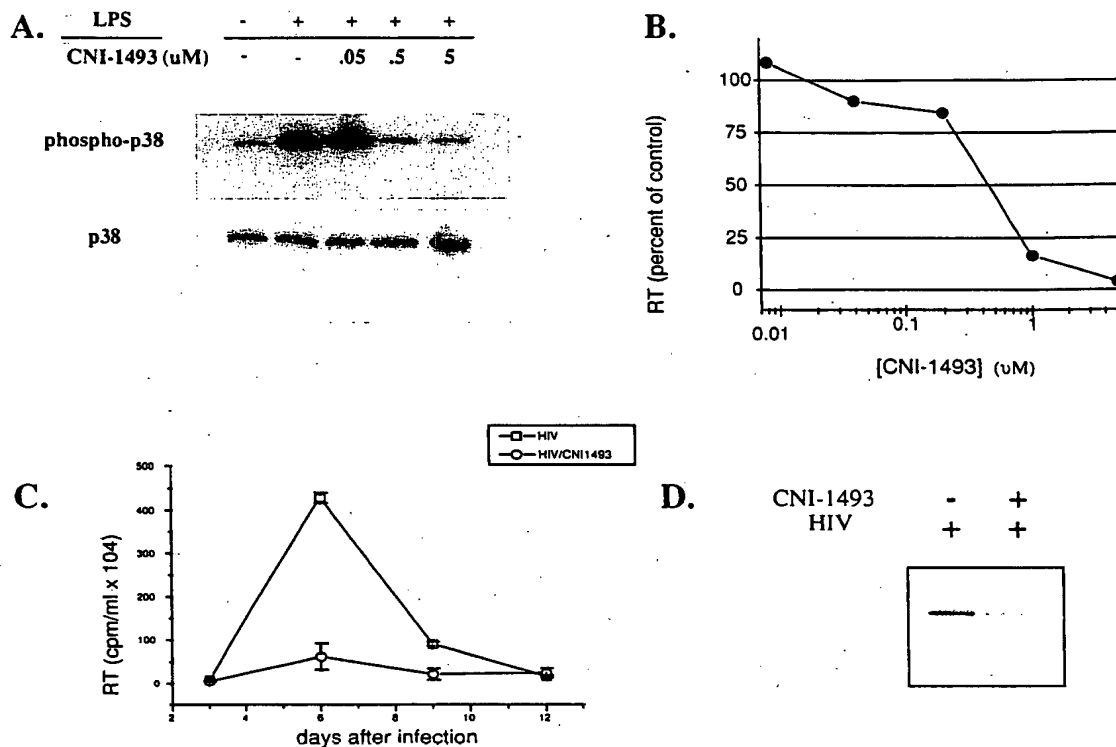 A.
LPS - + + + +
CNI-1493 (uM) - - .05 .5 5
phospho-p38
p38
B.
100
75
50
25
0
RT (percent of control)
0.01 0.1 1
[CNI-1493] (uM)
C.
HIV
HIV/CNI1493
500
400
300
200
100
0
RT (cpm/ml x 104)
2 4 6 8 10 12
days after infection
D.
CNI-1493 - +
HIV + +